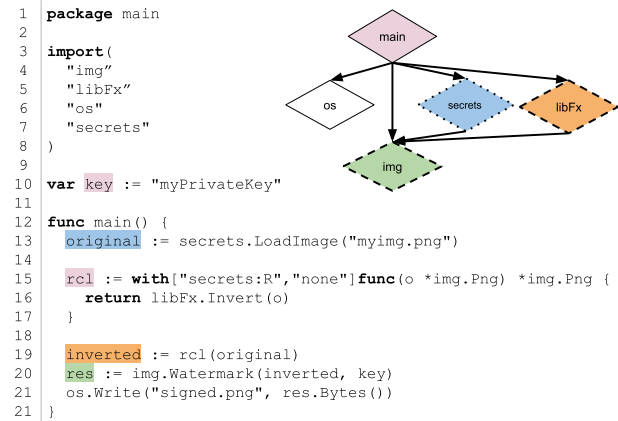 1 package main
2
3 import(
4 "img”
5 "libFx”
6 "os"
7 "secrets"
8 )
9
10 var key := "myPrivateKey"
11
12 func main() {
13 original := secrets.LoadImage("myimg.png")
14
15 rcl := with["secrets:R","none"]func(o *img.Png) *img.Png {
16 return libFx.Invert(o)
17 }
18
19 inverted := rcl(original)
20 res := img.Watermark(inverted, key)
21 os.Write("signed.png", res.Bytes())
21 }
main
os
secrets
libFx
img